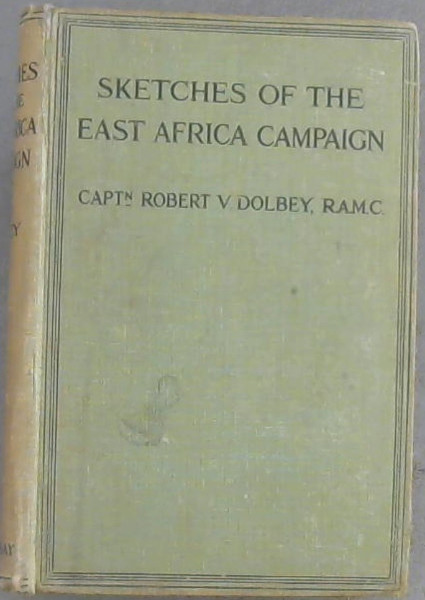 SKETCHES OF THE
EAST AFRICA CAMPAIGN
CAPTN ROBERT V. DOLBEY, R.A.M.C.